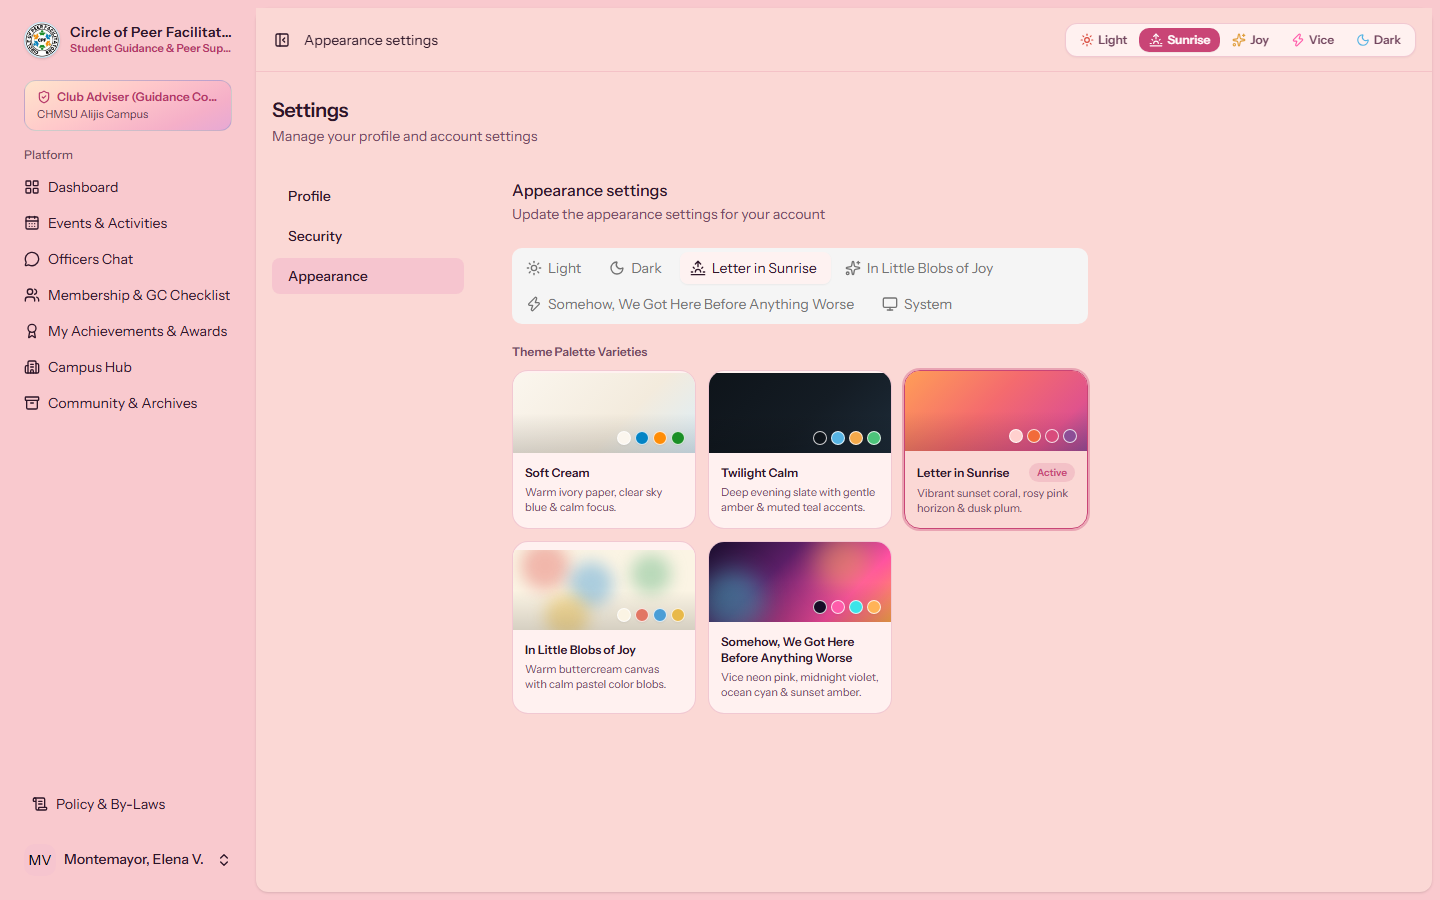 Circle of Peer Facilitat...
Student Guidance & Peer Sup...
Club Adviser (Guidance Co...
CHMSU Alijis Campus
Platform
Dashboard
Events & Activities
Officers Chat
Membership & GC Checklist
My Achievements & Awards
Campus Hub
Community & Archives
Policy & By-Laws
MV Montemayor, Elena V.
Appearance settings
Light Sunrise Joy Vice Dark
Settings
Manage your profile and account settings
Profile
Security
Appearance
Appearance settings
Update the appearance settings for your account
Light Dark Letter in Sunrise In Little Blobs of Joy
Somehow, We Got Here Before Anything Worse System
Theme Palette Varieties
Soft Cream
Warm ivory paper, clear sky
blue & calm focus.
Twilight Calm
Deep evening slate with gentle
amber & muted teal accents.
Letter in Sunrise Active
Vibrant sunset coral, rosy pink
horizon & dusk plum.
In Little Blobs of Joy
Warm buttercream canvas
with calm pastel color blobs.
Somehow, We Got Here
Before Anything Worse
Vice neon pink, midnight violet,
ocean cyan & sunset amber.